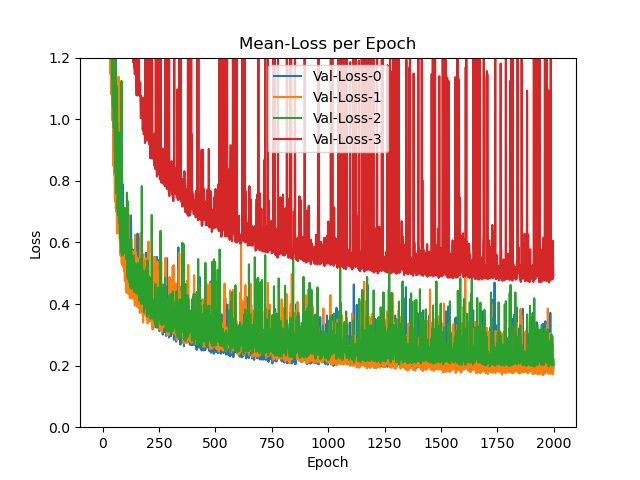 Mean-Loss per Epoch
1.2
1.0
0.8
0.6
0.4
0.2
0.0
Loss
Val-Loss-0
Val-Loss-1
Val-Loss-2
Val-Loss-3
0 250 500 750 1000 1250 1500 1750 2000
Epoch